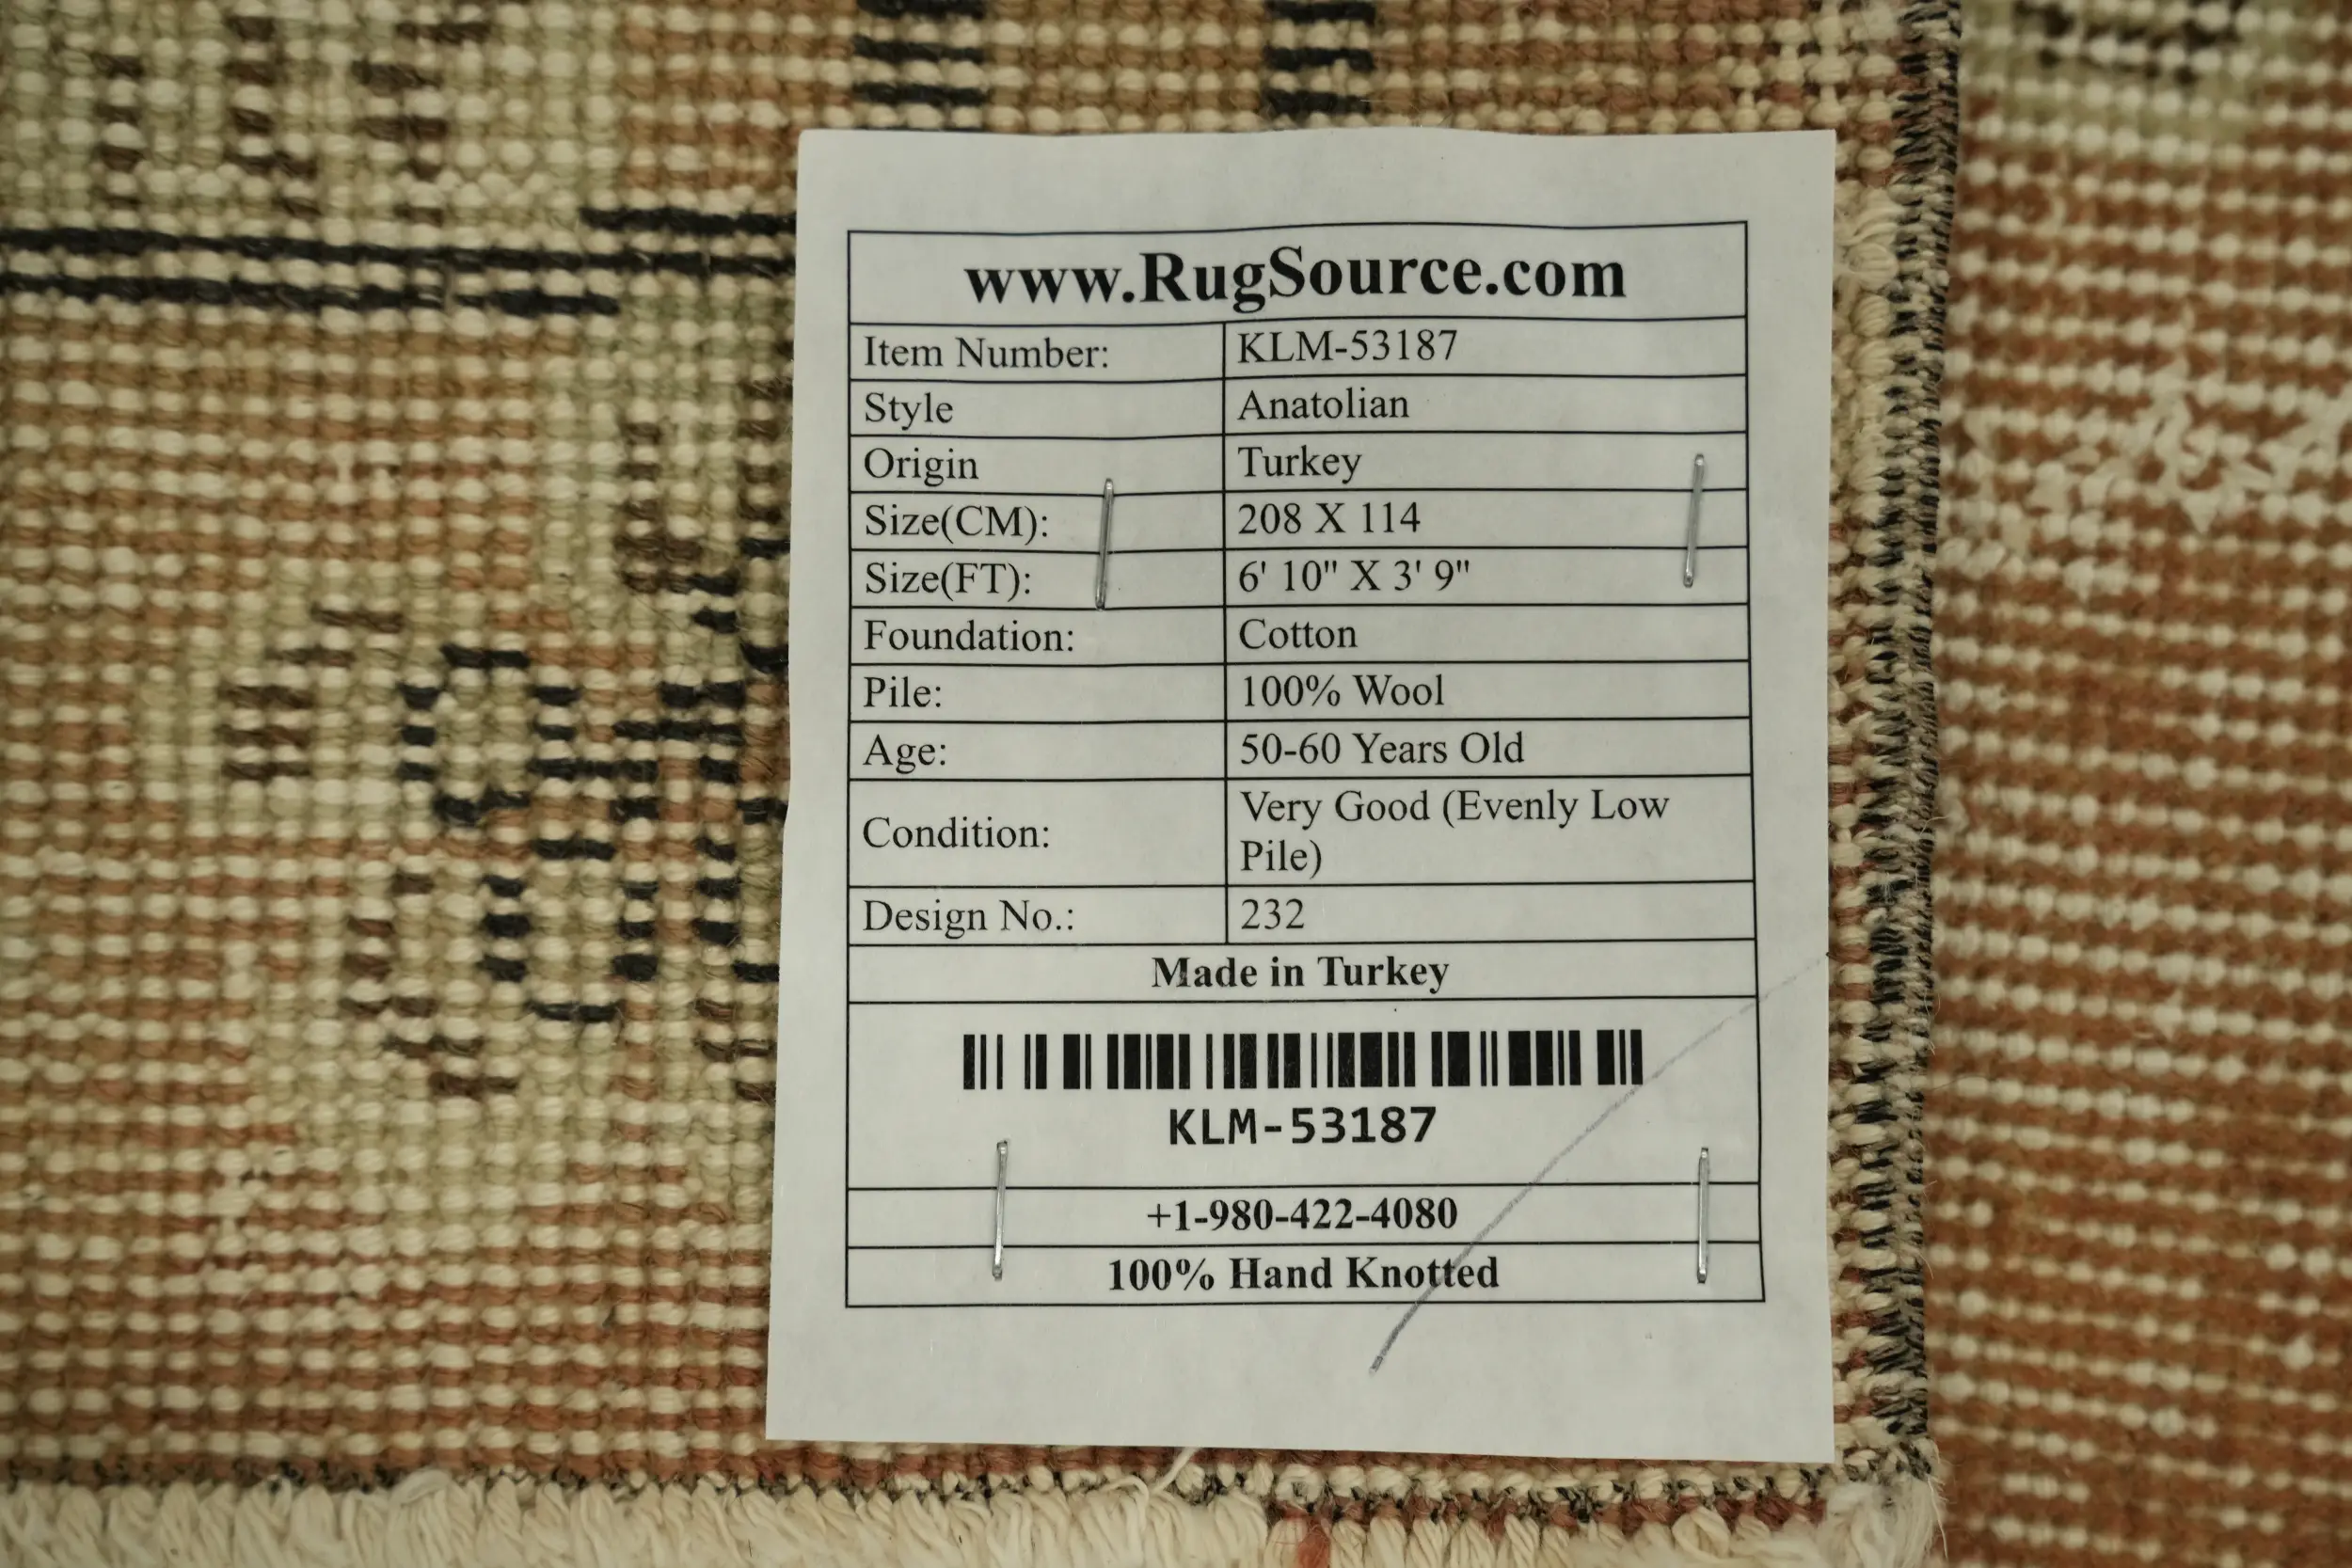 www.RugSource.com
Item Number: KLM-53187
Style Anatolian
Origin Turkey
Size(CM): 208 X 114
Size(FT): 6' 10" X 3' 9"
Foundation: Cotton
Pile: 100% Wool
Age: 50-60 Years Old
Condition: Very Good (Evenly Low
Pile)
Design No.: 232
Made in Turkey
KLM-53187
+1-980-422-4080
100% Hand Knotted